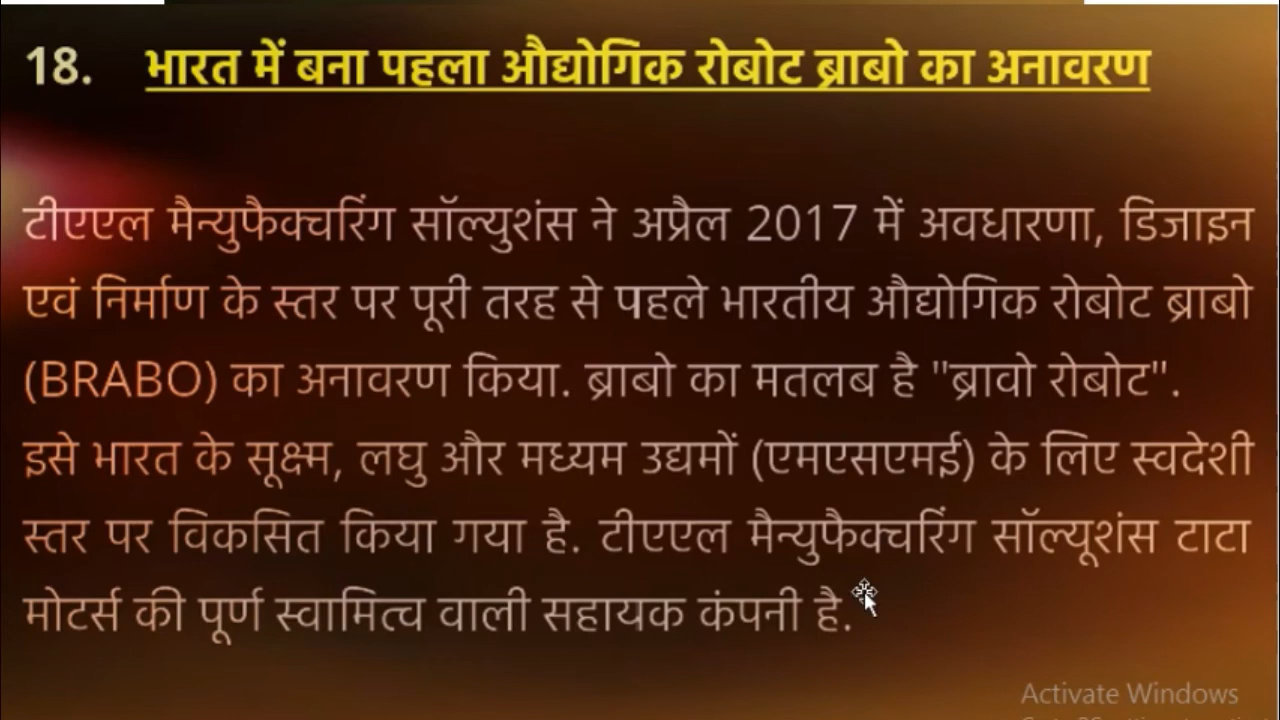 18. भारत में बना पहला औद्योगिक रोबोट ब्राबो का अनावरण
टीएएल मैन्युफैक्चरिंग सॉल्युशंस ने अप्रैल 2017 में अवधारणा, डिजाइन
एवं निर्माण के स्तर पर पूरी तरह से पहले भारतीय औद्योगिक रोबोट ब्राबो
(BRABO) का अनावरण किया. ब्राबो का मतलब है "ब्रावो रोबोट".
इसे भारत के सूक्ष्म, लघु और मध्यम उद्यमों (एमएसएमई) के लिए स्वदेशी
स्तर पर विकसित किया गया है. टीएएल मैन्युफैक्चरिंग सॉल्यूशंस टाटा
मोटर्स की पूर्ण स्वामित्व वाली सहायक कंपनी है.
Activate Windows